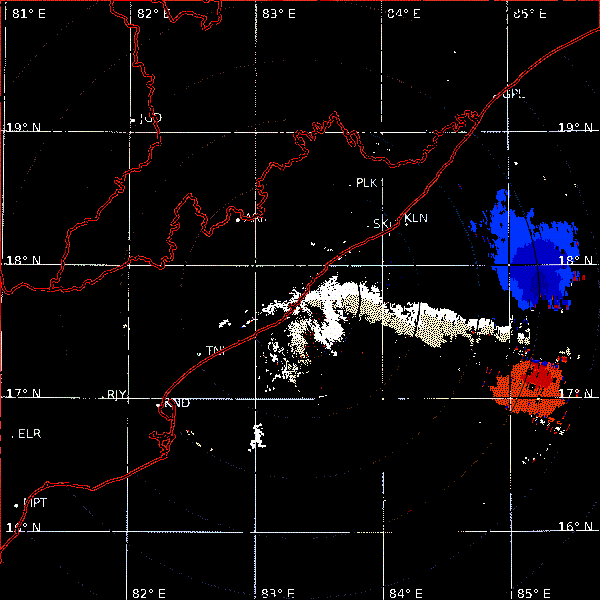 81° E 82° E 83° E 84° E 85° E
GPL
JGD
19° N 19° N
PLK
SKL KLN
18° N 18° N
TNI
17° N RJY 17° N
KND
ELR
16° N 16° N
82° E 83° E 84° E 85° E